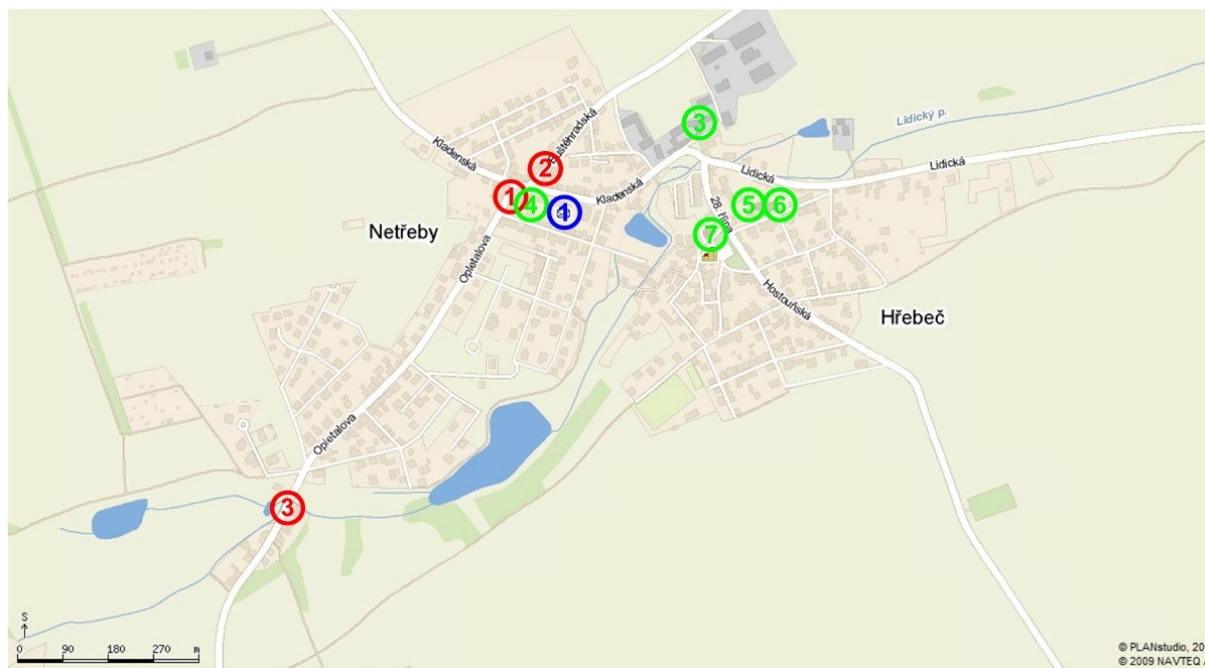 Kladenská
Buštěhradská
3
Lidický p.
Lidická
2
Lidická
1
4
1
Kladenská
28. října
5
6
Netřeby
Opletalova
7
Hostouňská
Hřebeč
Opletalova
3
S
0 90 180 270 m
© PLANstudio, 20
© 2009 NAVTEQ